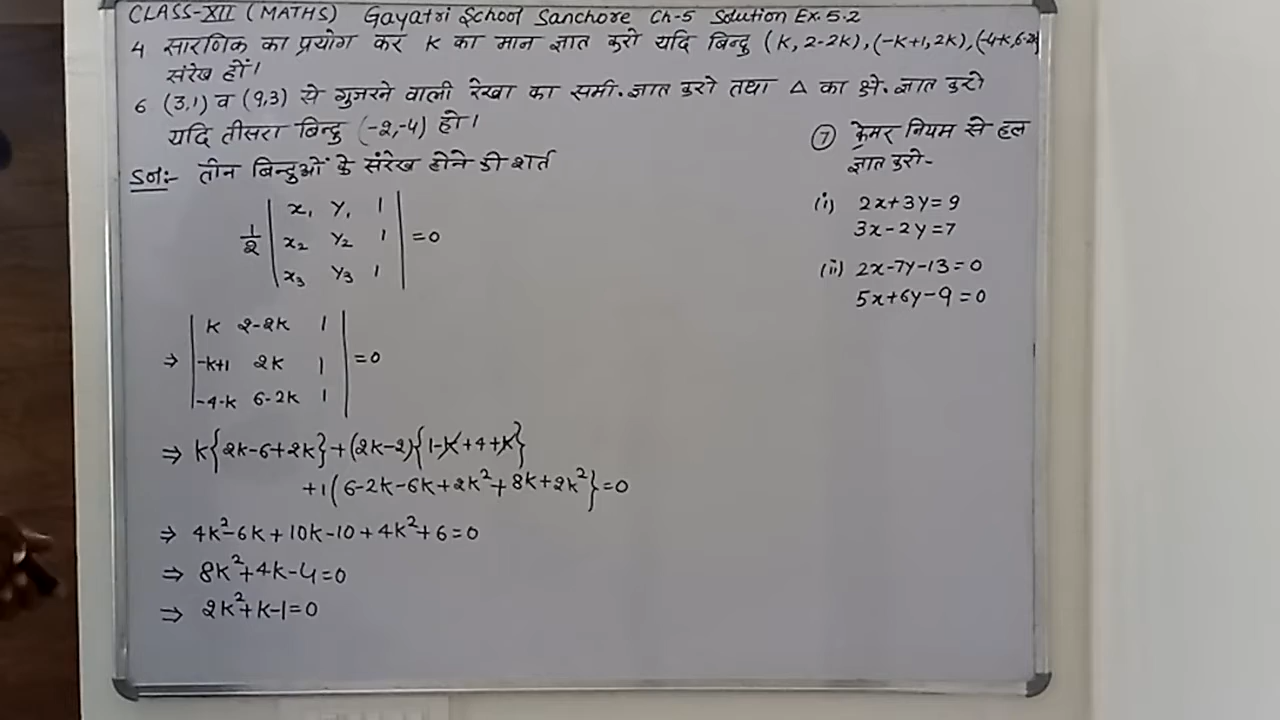 CLASS-XII (MATHS) Gayatri School Sanchore Ch-5 Solution Ex.5.2
4 सारणिक का प्रयोग कर K का मान ज्ञात करो यदि बिन्दु (K, 2-2K), (-K+1, 2K), (-4-K, 6-2K)
संरेख हों।
6 (3,1) व (9,3) से गुजरने वाली रेखा का समी. ज्ञात करो तथा Δ का क्षे. ज्ञात करो
यदि तीसरा बिन्दु (-2,-4) हो।
Soln:- तीन बिन्दुओं के संरेख होने की शर्त
1/2 | x₁ y₁ 1 |
| x₂ y₂ 1 | =0
| x₃ y₃ 1 |
| K 2-2K 1 |
⇒ | -K+1 2K 1 | =0
| -4-K 6-2K 1 |
⇒ K{2K-6+2K}+(2K-2){1-K+4+K}
+1(6-2K-6K+2K²+8K+2K²}=0
⇒ 4K²-6K+10K-10+4K²+6=0
⇒ 8K²+4K-4=0
⇒ 2K²+K-1=0
⑦ क्रेमर नियम से हल
ज्ञात करो-
(i) 2x+3y=9
3x-2y=7
(ii) 2x-7y-13=0
5x+6y-9=0